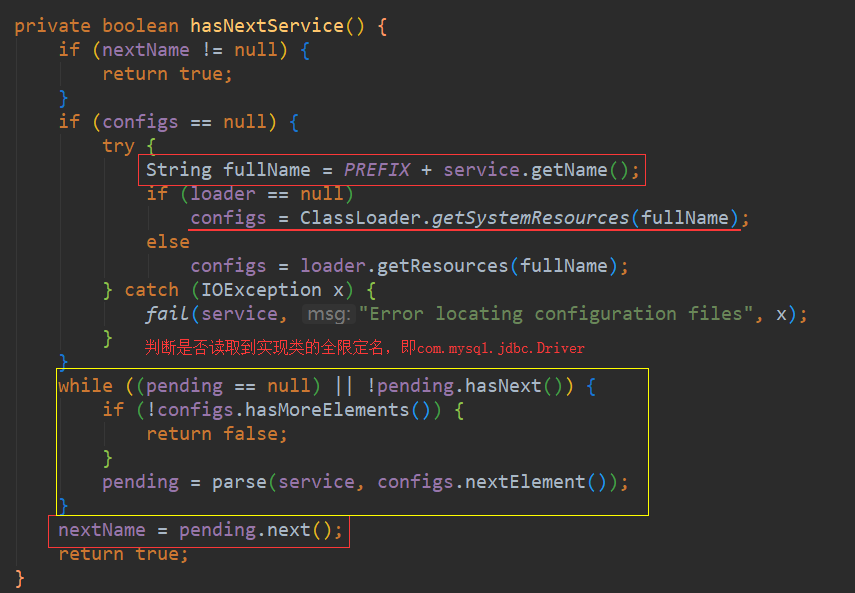 private boolean hasNextService() {
if (nextName != null) {
return true;
}
if (configs == null) {
try {
String fullName = PREFIX + service.getName();
if (loader == null)
configs = ClassLoader.getSystemResources(fullName);
else
configs = loader.getResources(fullName);
} catch (IOException x) {
fail(service, msg: "Error locating configuration files", x);
}
判断是否读取到实现类的全限定名，即com.mysql.jdbc.Driver
}
while ((pending == null) || !pending.hasNext()) {
if (!configs.hasMoreElements()) {
return false;
}
pending = parse(service, configs.nextElement());
}
nextName = pending.next();
return true;
}